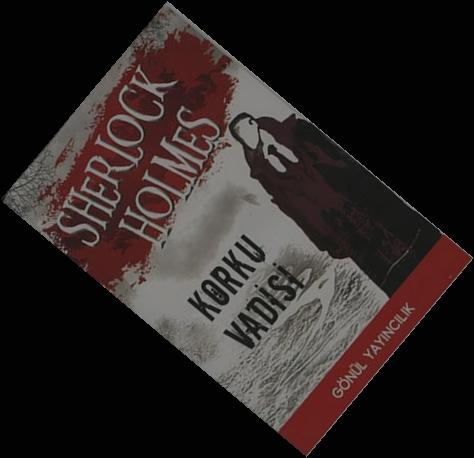 SHERLOCK
HOLMES
KORKU
VADİSİ
GÖNÜL YAYINCILIK